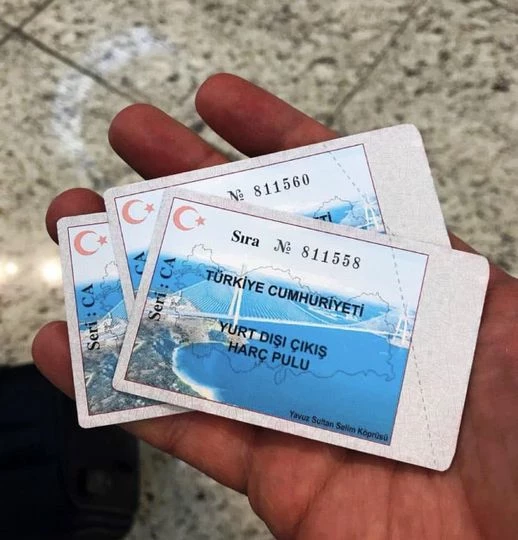 № 811560
Sıra № 811558
TÜRKİYE CUMHURİYETİ
YURT DIŞI ÇIKIŞ
HARÇ PULU
Yavuz Sultan Selim Köprüsü
Seri : CA
Seri : CA